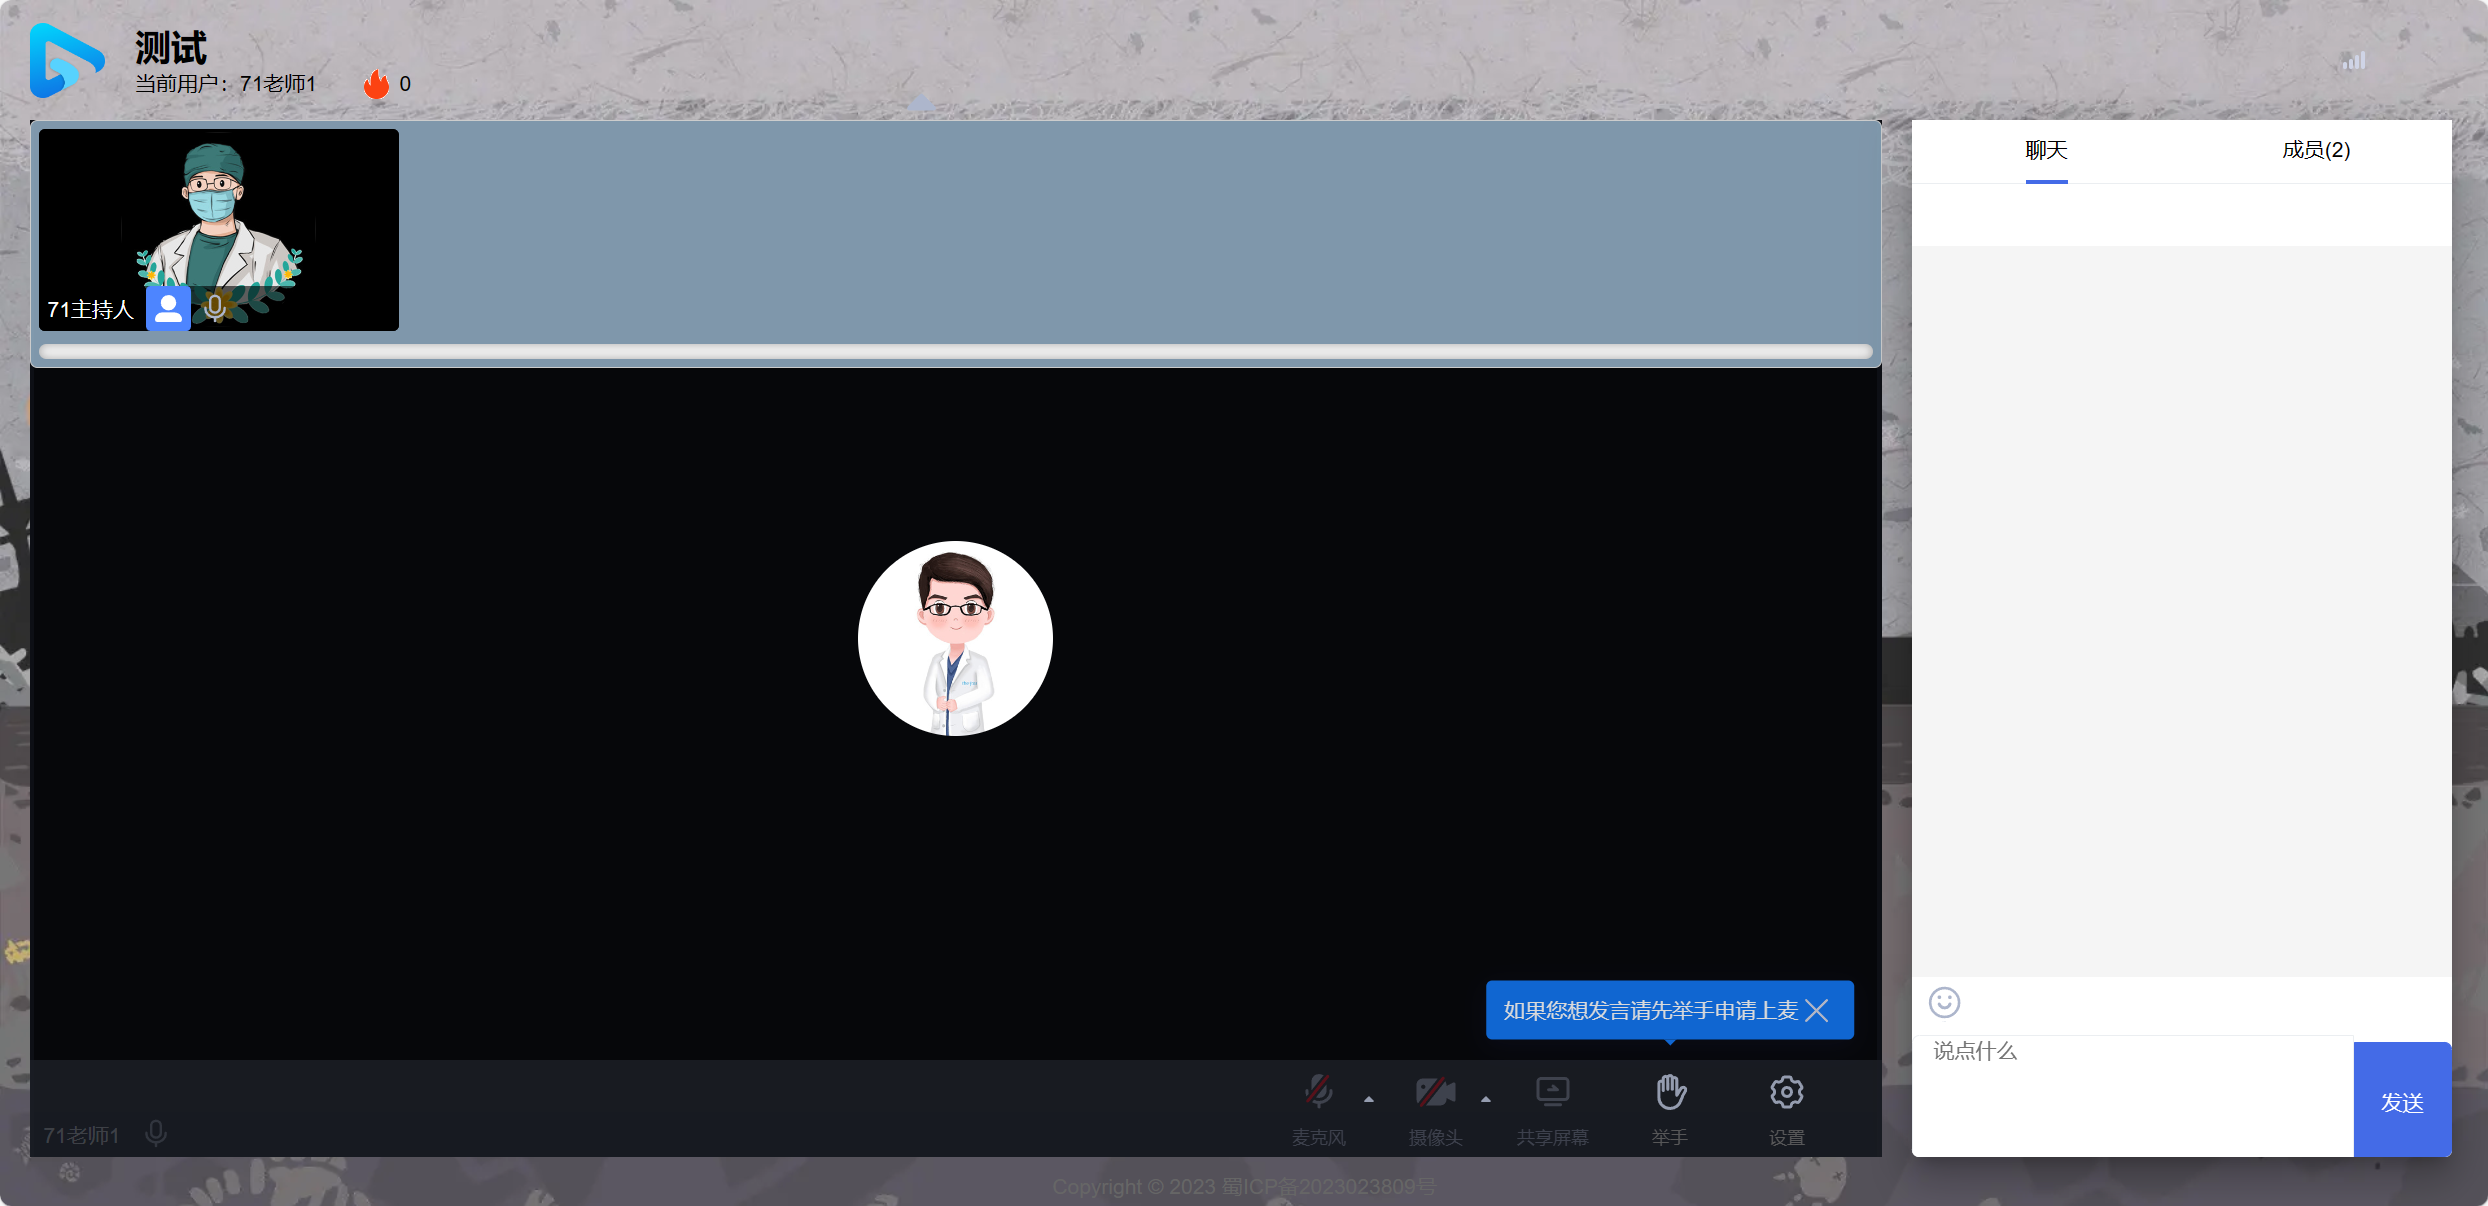 测试
当前用户：71老师1
0
71主持人
聊天
成员(2)
如果您想发言请先举手申请上麦
说点什么
发送
71老师1
麦克风
摄像头
共享屏幕
举手
设置
Copyright © 2023 蜀ICP备2023023809号